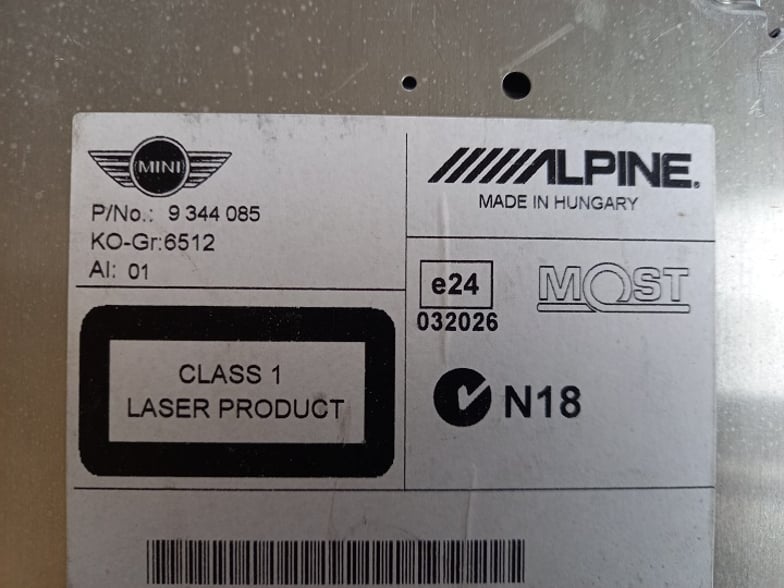 MINI
P/No.: 9 344 085
KO-Gr:6512
AI: 01
ALPINE®
MADE IN HUNGARY
e24
032026
MOST
N18
CLASS 1
LASER PRODUCT